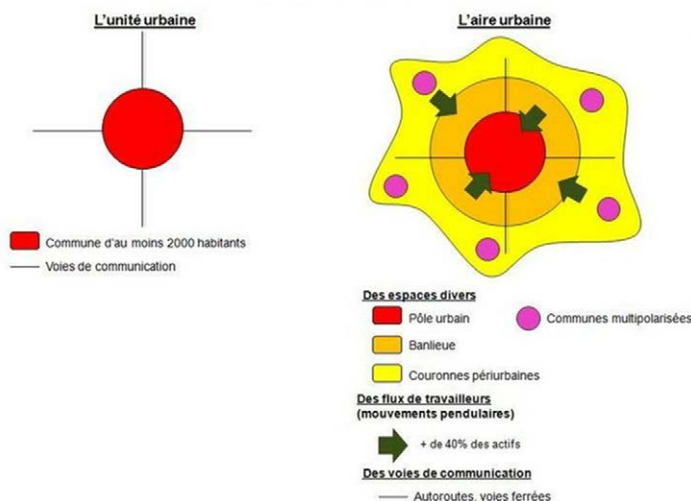 L'unité urbaine
Commune d'au moins 2000 habitants
Voies de communication
L'aire urbaine
Des espaces divers
Pôle urbain
Communes multipolarisées
Banlieue
Couronnes périurbaines
Des flux de travailleurs
(mouvements pendulaires)
+ de 40% des actifs
Des voies de communication
Autoroutes, voies ferrées